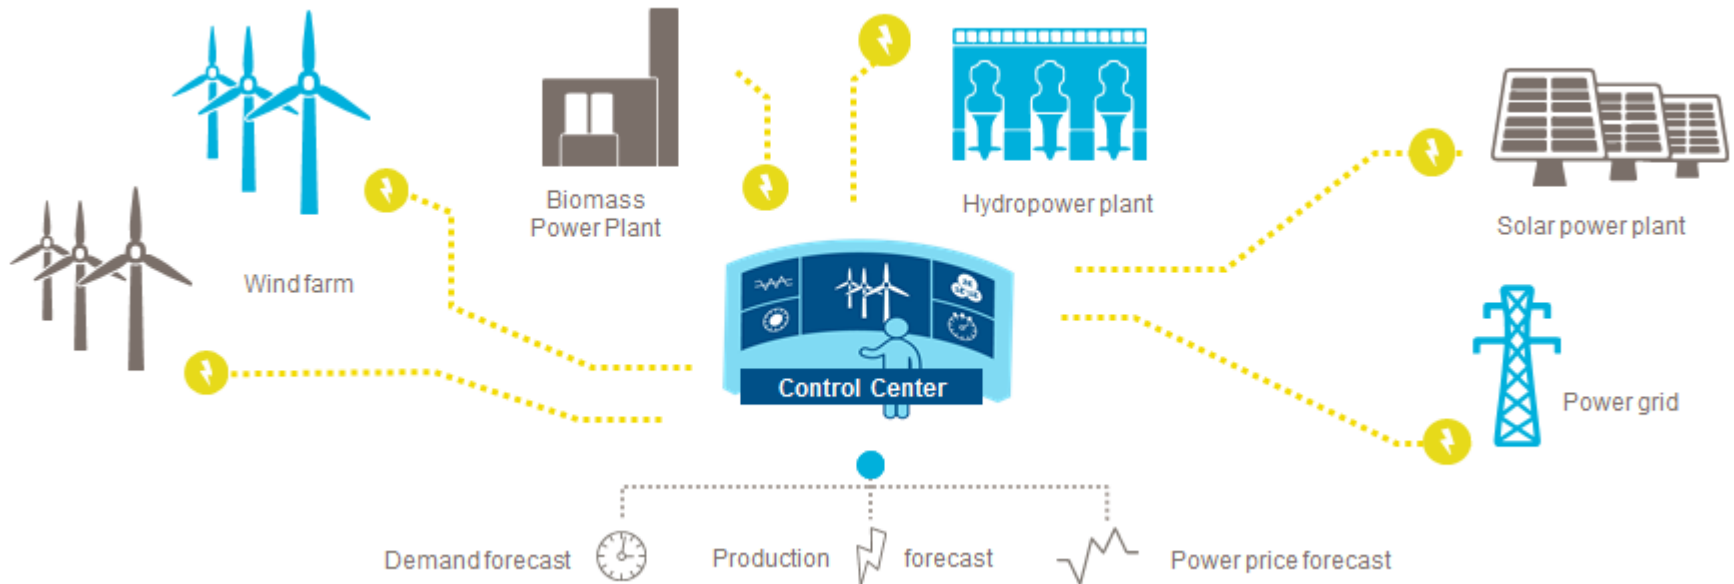 Biomass
Power Plant
Hydropower plant
Solar power plant
Wind farm
Control Center
Power grid
Demand forecast
Production forecast
Power price forecast